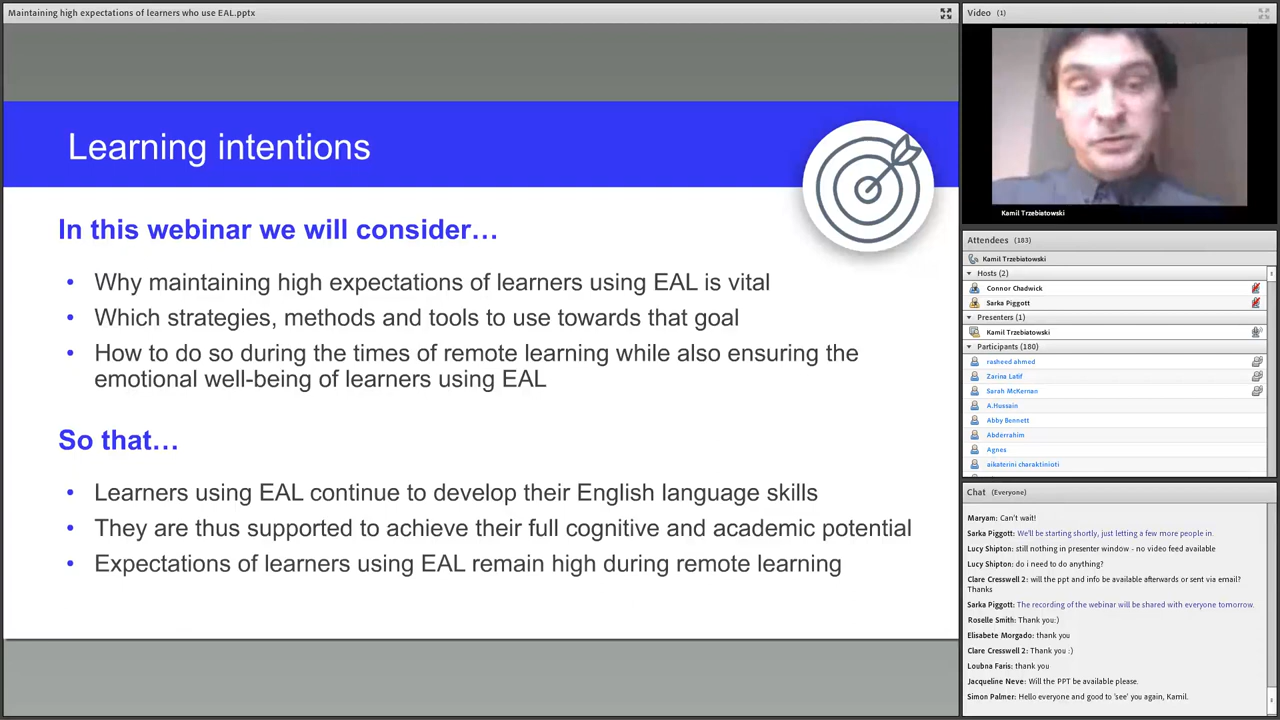 Maintaining high expectations of learners who use EAL.pptx
Learning intentions
In this webinar we will consider…
• Why maintaining high expectations of learners using EAL is vital
• Which strategies, methods and tools to use towards that goal
• How to do so during the times of remote learning while also ensuring the
emotional well-being of learners using EAL
So that…
• Learners using EAL continue to develop their English language skills
• They are thus supported to achieve their full cognitive and academic potential
• Expectations of learners using EAL remain high during remote learning
Video (1)
Kamil Trzebiatowski
Attendees (183)
Kamil Trzebiatowski
Hosts (2)
Connor Chadwick
Sarka Piggott
Presenters (1)
Kamil Trzebiatowski
Participants (180)
rasheed ahmed
Zarina Latif
Sarah McKernan
A.Hussain
Abby Bennett
Abderrahim
Agnes
aikaterini charaktinioti
Chat (Everyone)
Maryam: Can't wait!
Sarka Piggott: We'll be starting shortly, just letting a few more people in.
Lucy Shipton: still nothing in presenter window - no video feed available
Lucy Shipton: do i need to do anything?
Clare Cresswell 2: will the ppt and info be available afterwards or sent via email?
Thanks
Sarka Piggott: The recording of the webinar will be shared with everyone tomorrow.
Roselle Smith: Thank you:)
Elisabete Morgado: thank you
Clare Cresswell 2: Thank you :)
Loubna Faris: thank you
Jacqueline Neve: Will the PPT be available please.
Simon Palmer: Hello everyone and good to 'see' you again, Kamil.